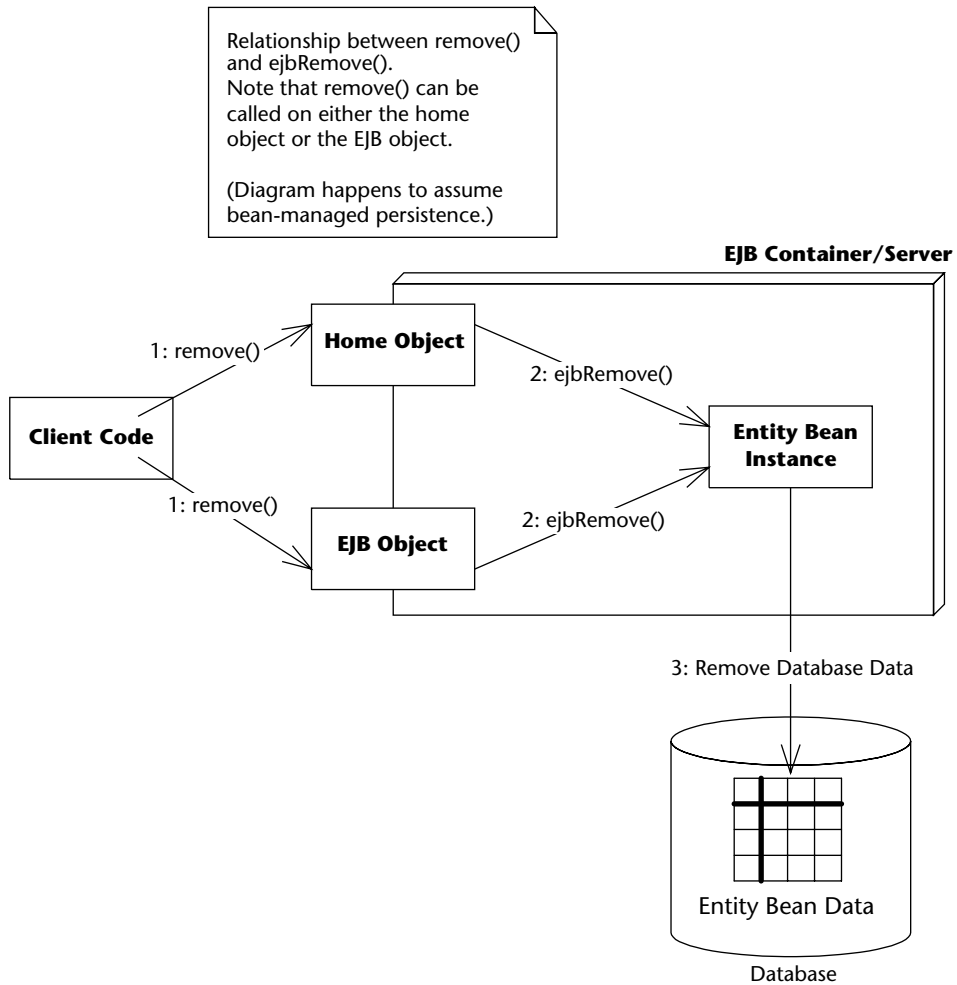 Relationship between remove()
and ejbRemove().
Note that remove() can be
called on either the home
object or the EJB object.
(Diagram happens to assume
bean-managed persistence.)
EJB Container/Server
Home Object
1: remove()
2: ejbRemove()
Client Code
Entity Bean
Instance
1: remove()
2: ejbRemove()
EJB Object
3: Remove Database Data
Entity Bean Data
Database